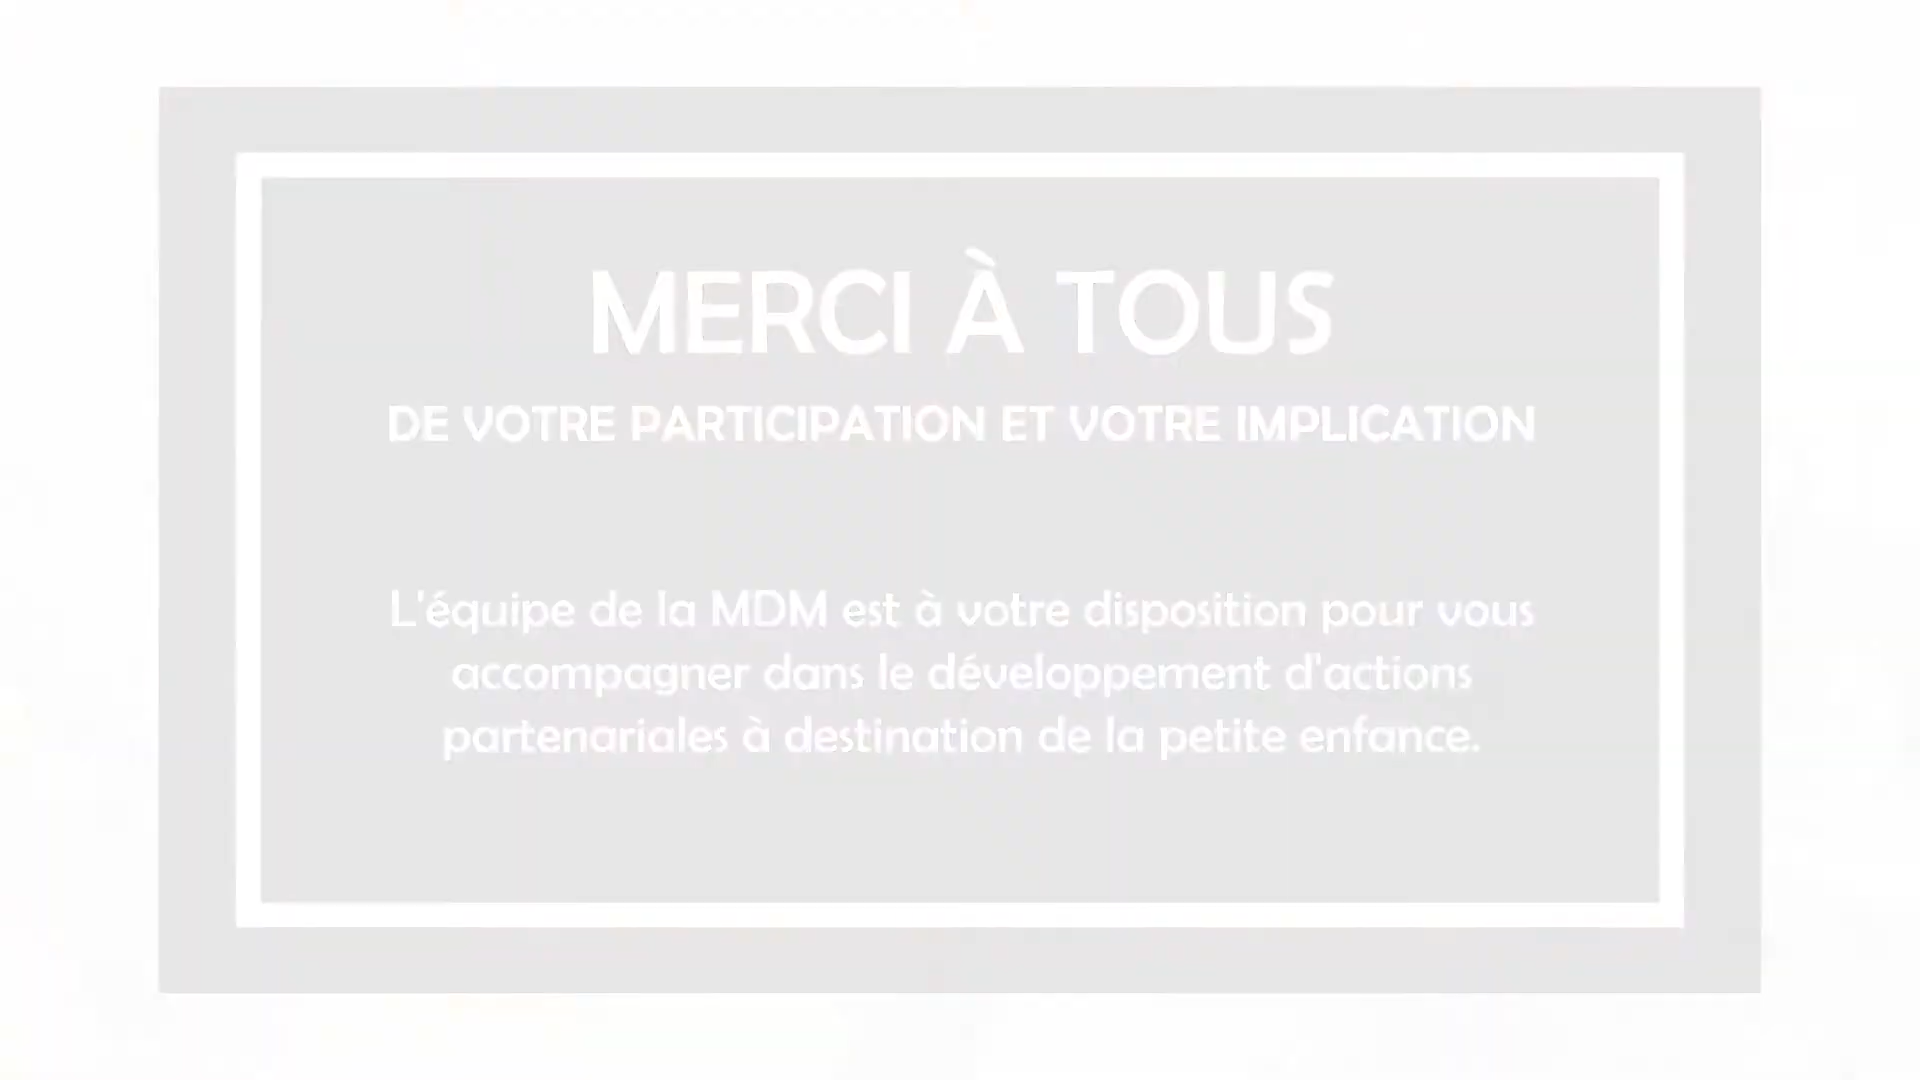 MERCI À TOUS
DE VOTRE PARTICIPATION ET VOTRE IMPLICATION
L'équipe de la MDM est à votre disposition pour vous
accompagner dans le développement d'actions
partenariales à destination de la petite enfance.